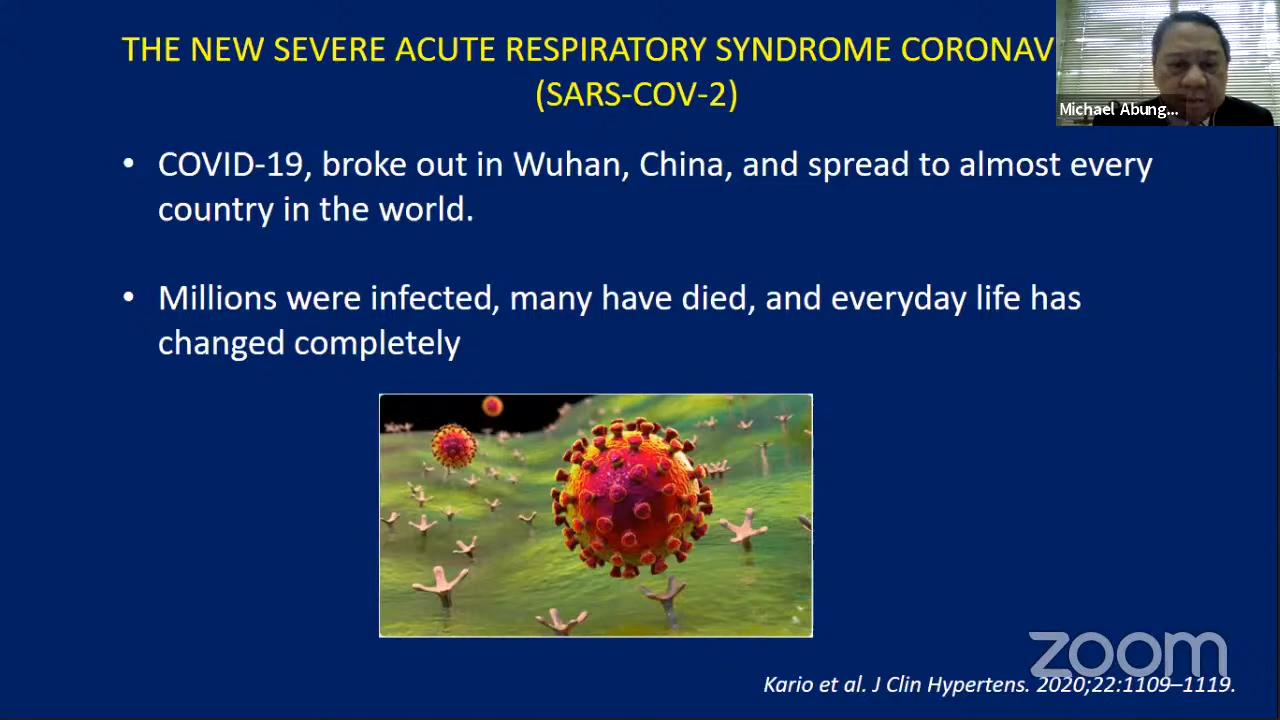 THE NEW SEVERE ACUTE RESPIRATORY SYNDROME CORONAV
(SARS-COV-2)
Michael Abung...
• COVID-19, broke out in Wuhan, China, and spread to almost every
country in the world.
• Millions were infected, many have died, and everyday life has
changed completely
zoom
Kario et al. J Clin Hypertens. 2020;22:1109–1119.